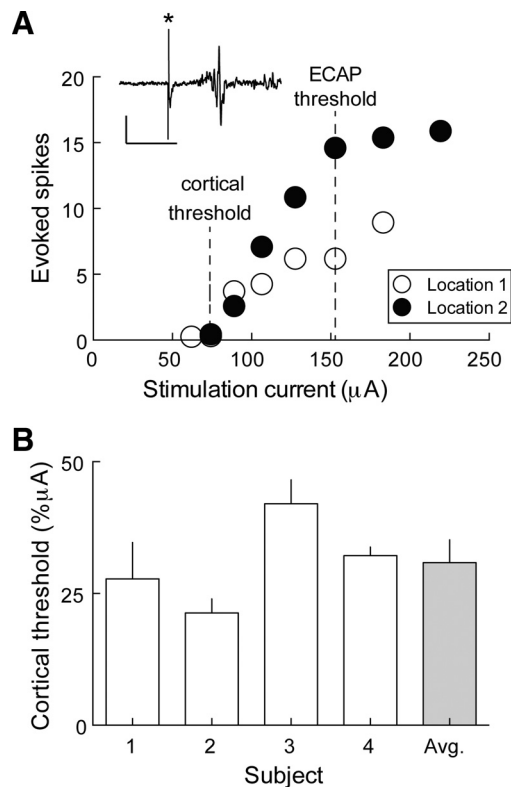 A
*
20
15
10
5
0
Evoked spikes
ECAP
threshold
cortical
threshold
Location 1
Location 2
0 50 100 150 200 250
Stimulation current (μA)
B
50
25
0
Cortical threshold (%μA)
1 2 3 4 Avg.
Subject